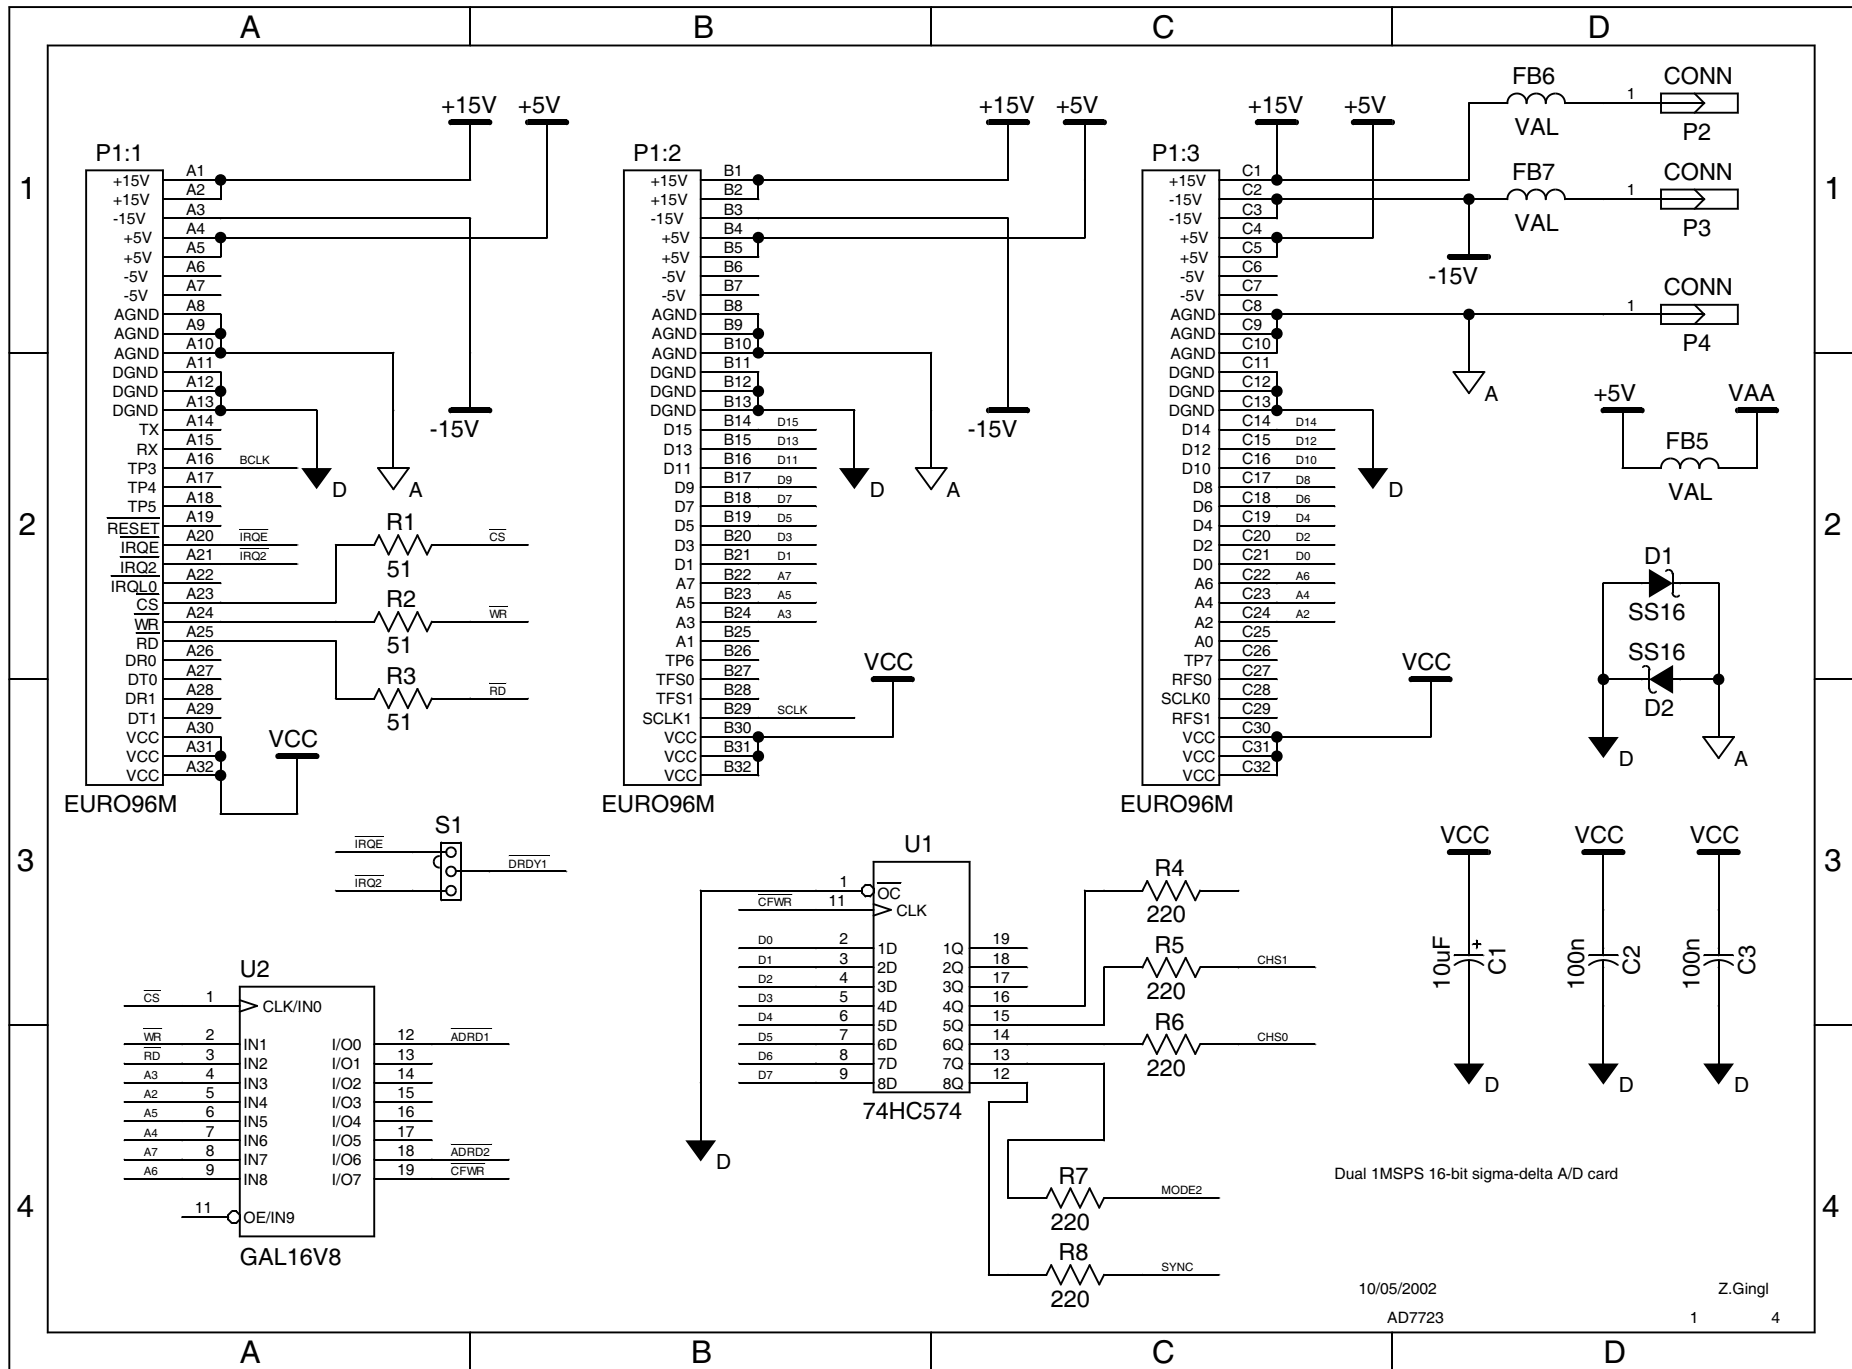 A B C D
1
2
3
4
1
2
3
4
A B C D
P1:1
+15V +5V
+15V A1
+15V A2
-15V A3
+5V A4
+5V A5
-5V A6
-5V A7
AGND A8
AGND A9
AGND A10
DGND A11
DGND A12
DGND A13
TX A14
RX A15
TP3 A16 BCLK
TP4 A17
TP5 A18
RESET A19
IRQE A20 IRQE
IRQ2 A21 IRQ2
IRQL0 A22
CS A23
WR A24
RD A25
DR0 A26
DT0 A27
DR1 A28
DT1 A29
VCC A30
VCC A31
VCC A32
EURO96M
-15V
D
A
R1
51
CS
R2
51
WR
R3
51
RD
VCC
P1:2
+15V +5V
+15V B1
+15V B2
-15V B3
+5V B4
+5V B5
-5V B6
-5V B7
AGND B8
AGND B9
AGND B10
DGND B11
DGND B12
DGND B13
D15 B14 D15
D13 B15 D13
D11 B16 D11
D9 B17 D9
D7 B18 D7
D5 B19 D5
D3 B20 D3
D1 B21 D1
A7 B22 A7
A5 B23 A5
A3 B24 A3
A1 B25
TP6 B26
TFS0 B27
TFS1 B28
SCLK1 B29 SCLK
VCC B30
VCC B31
VCC B32
EURO96M
-15V
D
A
VCC
P1:3
+15V +5V
+15V C1
-15V C2
-15V C3
+5V C4
+5V C5
-5V C6
-5V C7
AGND C8
AGND C9
AGND C10
DGND C11
DGND C12
DGND C13
D14 C14 D14
D12 C15 D12
D10 C16 D10
D8 C17 D8
D6 C18 D6
D4 C19 D4
D2 C20 D2
D0 C21 D0
A6 C22 A6
A4 C23 A4
A2 C24 A2
A0 C25
TP7 C26
RFS0 C27
SCLK0 C28
RFS1 C29
VCC C30
VCC C31
VCC C32
EURO96M
D
VCC
FB6
VAL
1
CONN
P2
FB7
VAL
1
CONN
P3
-15V
1
CONN
P4
A
+5V VAA
FB5
VAL
D1
SS16
SS16
D2
D
A
S1
IRQE
DRDY1
IRQ2
U1
1 OC
CFWR 11 CLK
D0 2 1D 1Q 19
D1 3 2D 2Q 18
D2 4 3D 3Q 17
D3 5 4D 4Q 16
D4 6 5D 5Q 15
D5 7 6D 6Q 14
D6 8 7D 7Q 13
D7 9 8D 8Q 12
74HC574
D
R4
220
R5
220
CHS1
R6
220
CHS0
R7
220
MODE2
R8
220
SYNC
VCC VCC VCC
10uF + C1
100n C2
100n C3
D D D
U2
CS 1 CLK/IN0
WR 2 IN1 I/O0 12 ADRD1
RD 3 IN2 I/O1 13
A3 4 IN3 I/O2 14
A2 5 IN4 I/O3 15
A5 6 IN5 I/O4 16
A4 7 IN6 I/O5 17
A7 8 IN7 I/O6 18 ADRD2
A6 9 IN8 I/O7 19 CFWR
11 OE/IN9
GAL16V8
Dual 1MSPS 16-bit sigma-delta A/D card
10/05/2002 Z.Gingl
AD7723 1 4